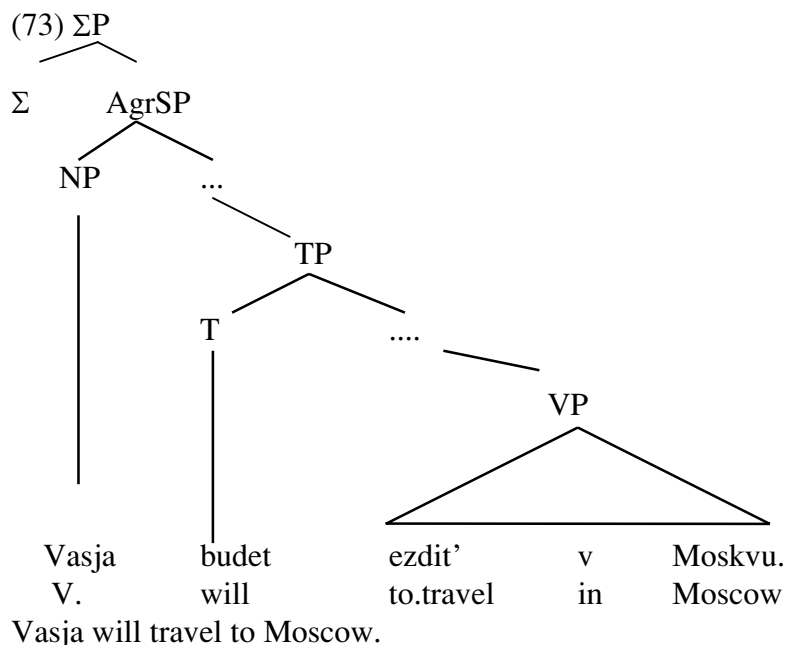 (73) ΣP
Σ AgrSP
NP ...
TP
T ....
VP
Vasja budet ezdit’ v Moskvu.
V. will to.travel in Moscow
Vasja will travel to Moscow.